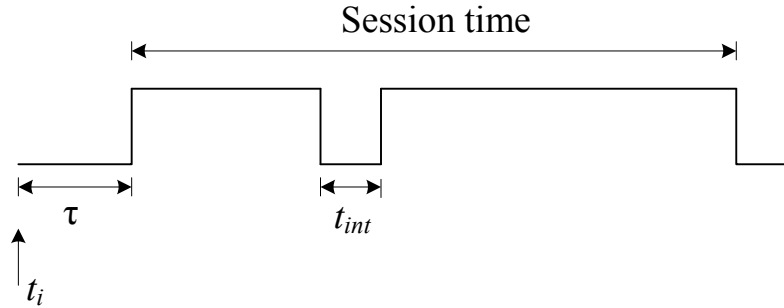 Session time
τ
t_int
t_i